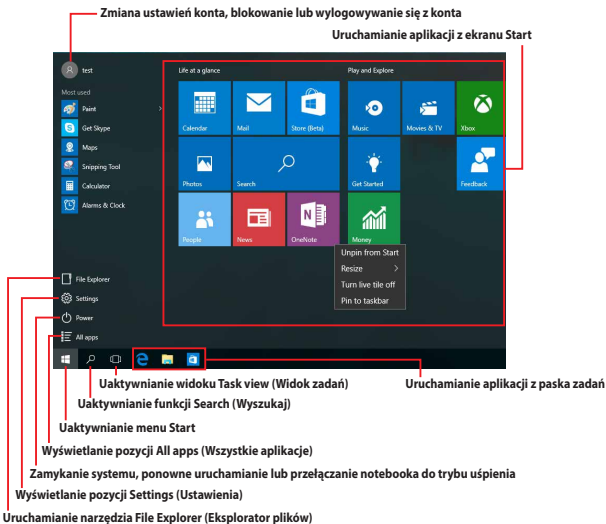 Zmiana ustawień konta, blokowanie lub wylogowywanie się z konta
Uruchamianie aplikacji z ekranu Start
test
Life at a glance
Play and Explore
Most used
Paint
Get Skype
Maps
Snipping Tool
Calculator
Alarms & Clock
Calendar
Mail
Store (Beta)
Music
Movies & TV
Xbox
Photos
Search
Get Started
Feedback
People
News
OneNote
Money
Unpin from Start
Resize
Turn live tile off
Pin to taskbar
File Explorer
Settings
Power
All apps
Uaktywnianie widoku Task view (Widok zadań)
Uruchamianie aplikacji z paska zadań
Uaktywnianie funkcji Search (Wyszukaj)
Uaktywnianie menu Start
Wyświetlanie pozycji All apps (Wszystkie aplikacje)
Zamykanie systemu, ponowne uruchamianie lub przełączanie notebooka do trybu uśpienia
Wyświetlanie pozycji Settings (Ustawienia)
Uruchamianie narzędzia File Explorer (Eksplorator plików)